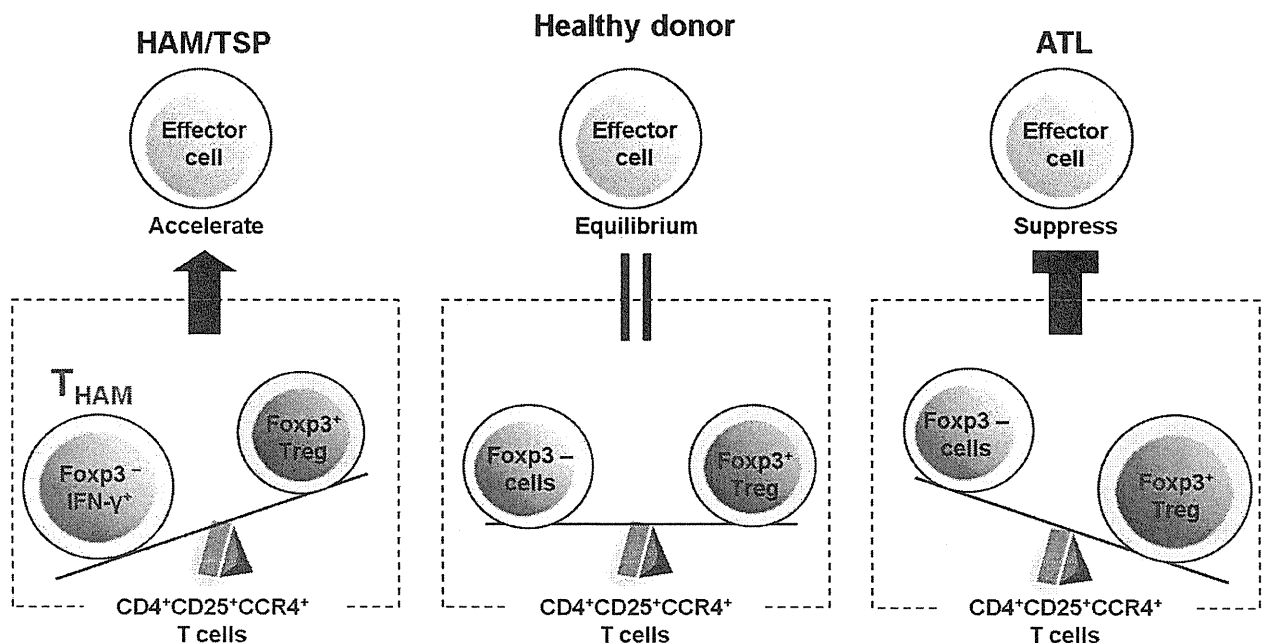 HAM/TSP
Effector
cell
Accelerate
T_HAM
Foxp3⁻
IFN-γ⁺
Foxp3⁺
Treg
CD4⁺CD25⁺CCR4⁺
T cells
Healthy donor
Effector
cell
Equilibrium
Foxp3 –
cells
Foxp3⁺
Treg
CD4⁺CD25⁺CCR4⁺
T cells
ATL
Effector
cell
Suppress
Foxp3 –
cells
Foxp3⁺
Treg
CD4⁺CD25⁺CCR4⁺
T cells